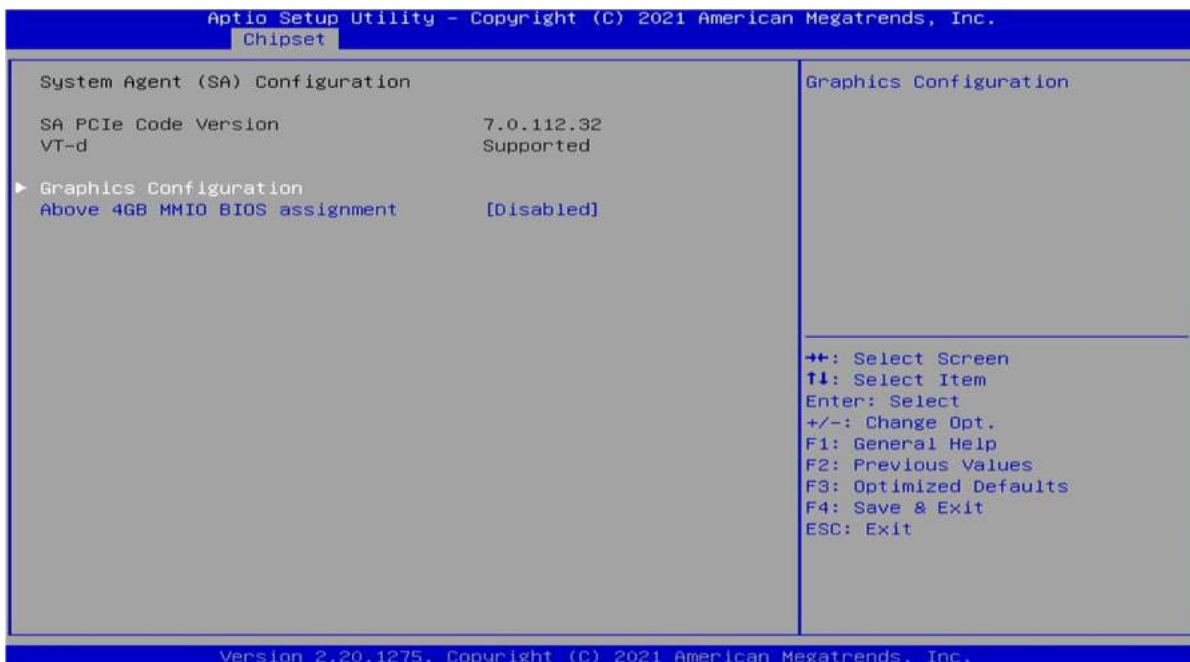 Aptio Setup Utility - Copyright (C) 2021 American Megatrends, Inc.
Chipset
System Agent (SA) Configuration
SA PCIe Code Version 7.0.112.32
VT-d Supported
► Graphics Configuration
Above 4GB MMIO BIOS assignment [Disabled]
Graphics Configuration
→←: Select Screen
↑↓: Select Item
Enter: Select
+/-: Change Opt.
F1: General Help
F2: Previous Values
F3: Optimized Defaults
F4: Save & Exit
ESC: Exit
Version 2.20.1275. Copyright (C) 2021 American Megatrends, Inc.